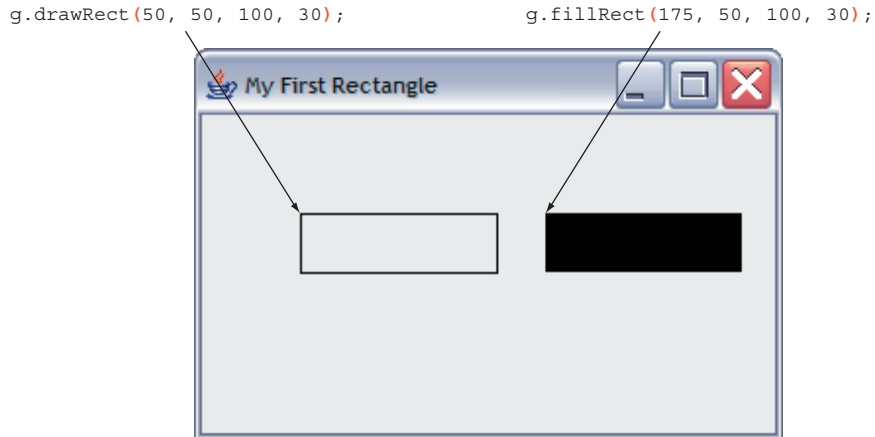 g.drawRect(50, 50, 100, 30);
g.fillRect(175, 50, 100, 30);
My First Rectangle